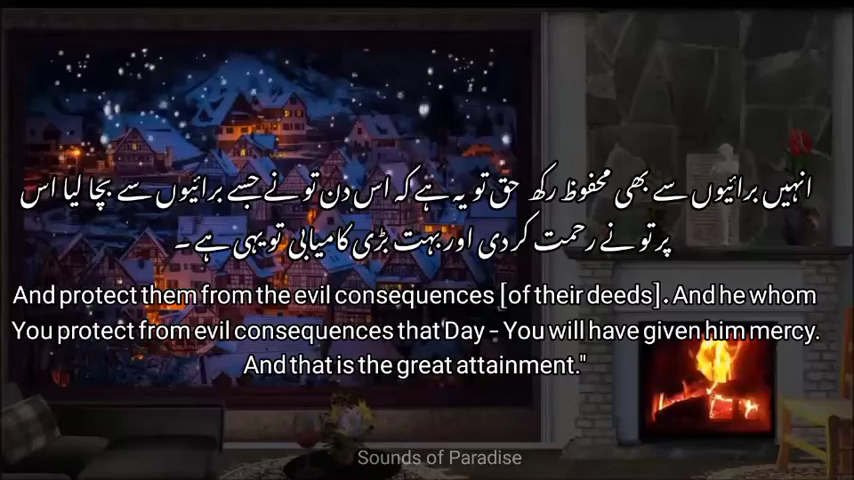 انہیں برائیوں سے بھی محفوظ رکھ حق تو یہ ہے کہ اس دن تو نے جسے برائیوں سے بچا لیا اس
پر تو نے رحمت کر دی اور بہت بڑی کامیابی تو یہی ہے ۔
And protect them from the evil consequences [of their deeds]. And he whom
You protect from evil consequences that Day - You will have given him mercy.
And that is the great attainment."
Sounds of Paradise